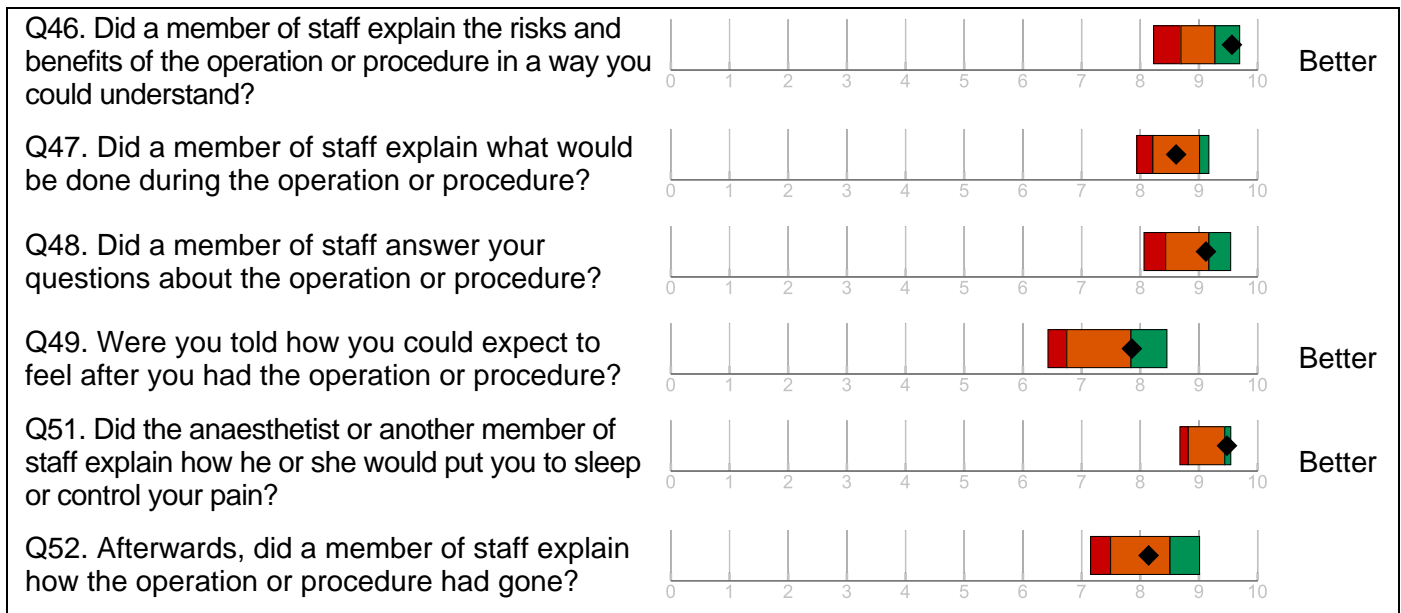 Q46. Did a member of staff explain the risks and
benefits of the operation or procedure in a way you
could understand?
0 1 2 3 4 5 6 7 8 9 10
Better
Q47. Did a member of staff explain what would
be done during the operation or procedure?
0 1 2 3 4 5 6 7 8 9 10
Q48. Did a member of staff answer your
questions about the operation or procedure?
0 1 2 3 4 5 6 7 8 9 10
Q49. Were you told how you could expect to
feel after you had the operation or procedure?
0 1 2 3 4 5 6 7 8 9 10
Better
Q51. Did the anaesthetist or another member of
staff explain how he or she would put you to sleep
or control your pain?
0 1 2 3 4 5 6 7 8 9 10
Better
Q52. Afterwards, did a member of staff explain
how the operation or procedure had gone?
0 1 2 3 4 5 6 7 8 9 10